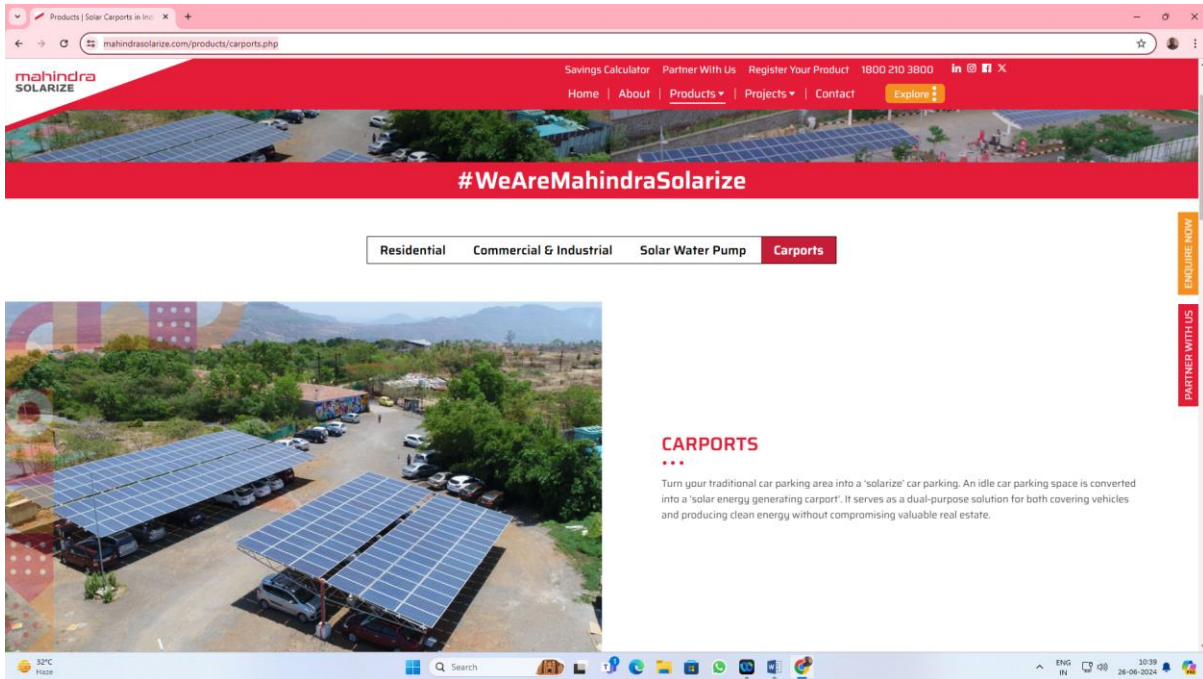 Products | Solar Carports in Ind
mahindrasolarize.com/products/carports.php
mahindra
SOLARIZE
Savings Calculator Partner With Us Register Your Product 1800 210 3800
Home | About | Products | Projects | Contact Explore
#WeAreMahindraSolarize
Residential Commercial & Industrial Solar Water Pump Carports
ENQUIRE NOW
PARTNER WITH US
CARPORTS
Turn your traditional car parking area into a 'solarize' car parking. An idle car parking space is converted
into a 'solar energy generating carport'. It serves as a dual-purpose solution for both covering vehicles
and producing clean energy without compromising valuable real estate.
32°C
Haze
Search
ENG
IN
10:39
26-06-2024